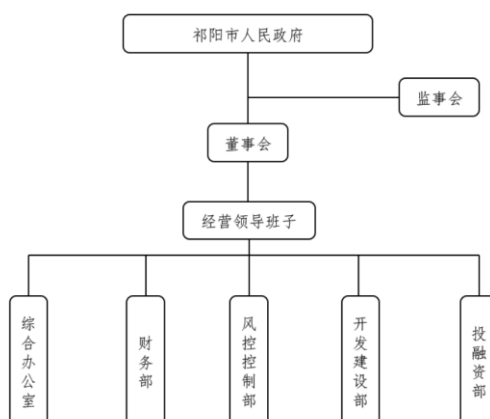 祁阳市人民政府
监事会
董事会
经营领导班子
综合办公室
财务部
风控控制部
开发建设部
投融资部